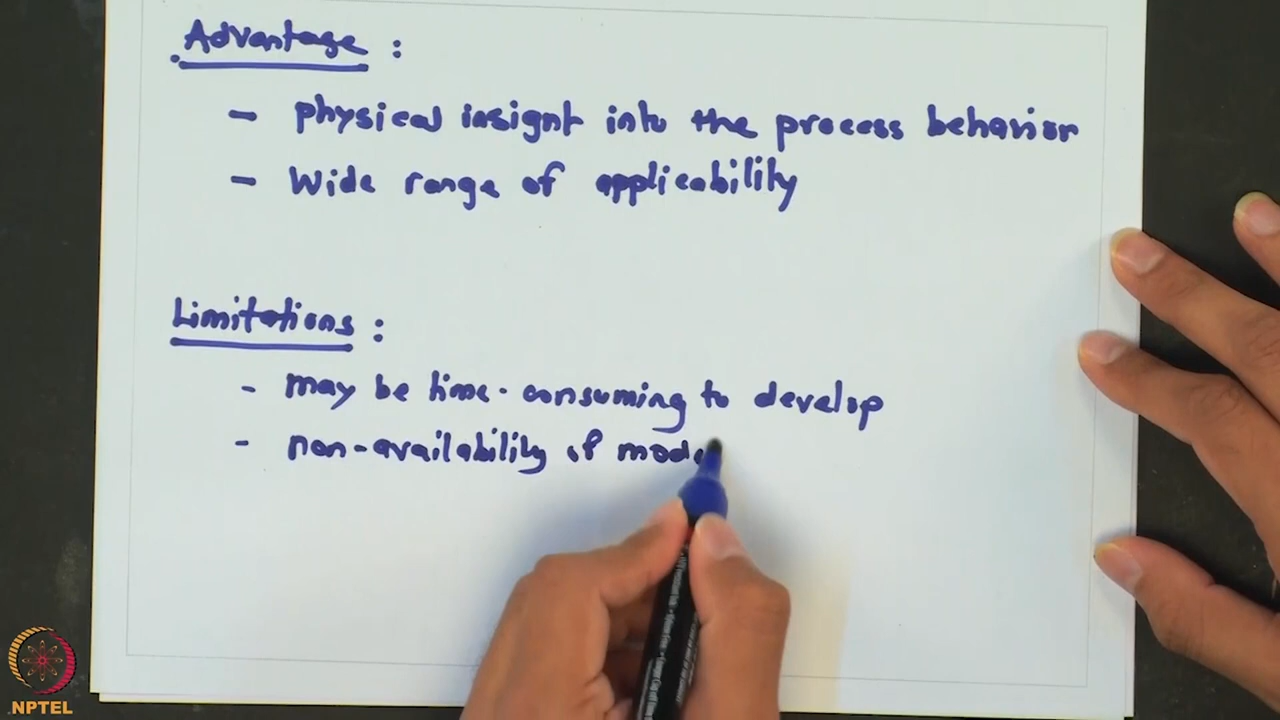 Advantage :
- physical insight into the process behavior
- Wide range of applicability
Limitations :
- may be time-consuming to develop
- non-availability of mod
NPTEL